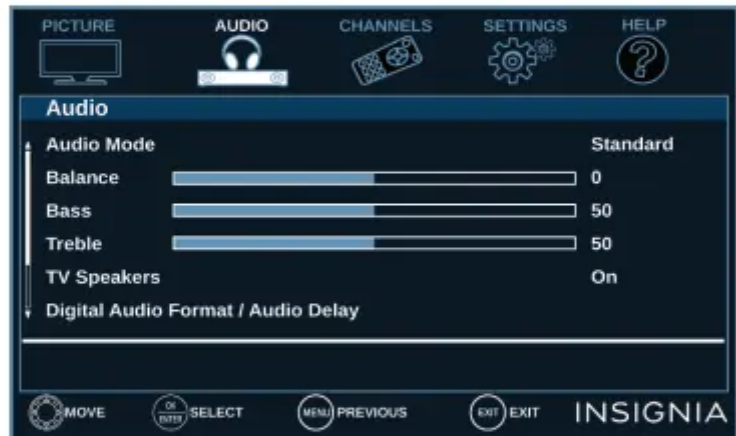 PICTURE AUDIO CHANNELS SETTINGS HELP
?
Audio
Audio Mode Standard
Balance 0
Bass 50
Treble 50
TV Speakers On
Digital Audio Format / Audio Delay
MOVE OK ENTER SELECT MENU PREVIOUS EXIT EXIT INSIGNIA